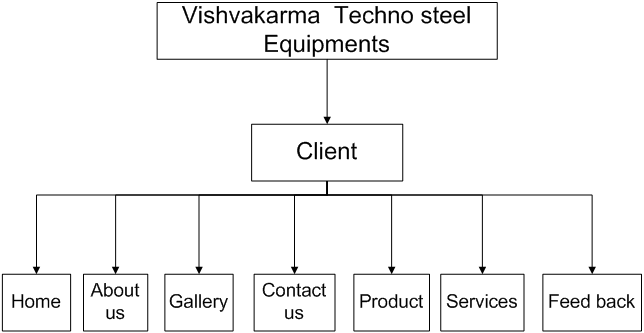 Vishvakarma  Techno steel
Equipments
Client
Home
About
us
Gallery
Contact
us
Product
Services
Feed back